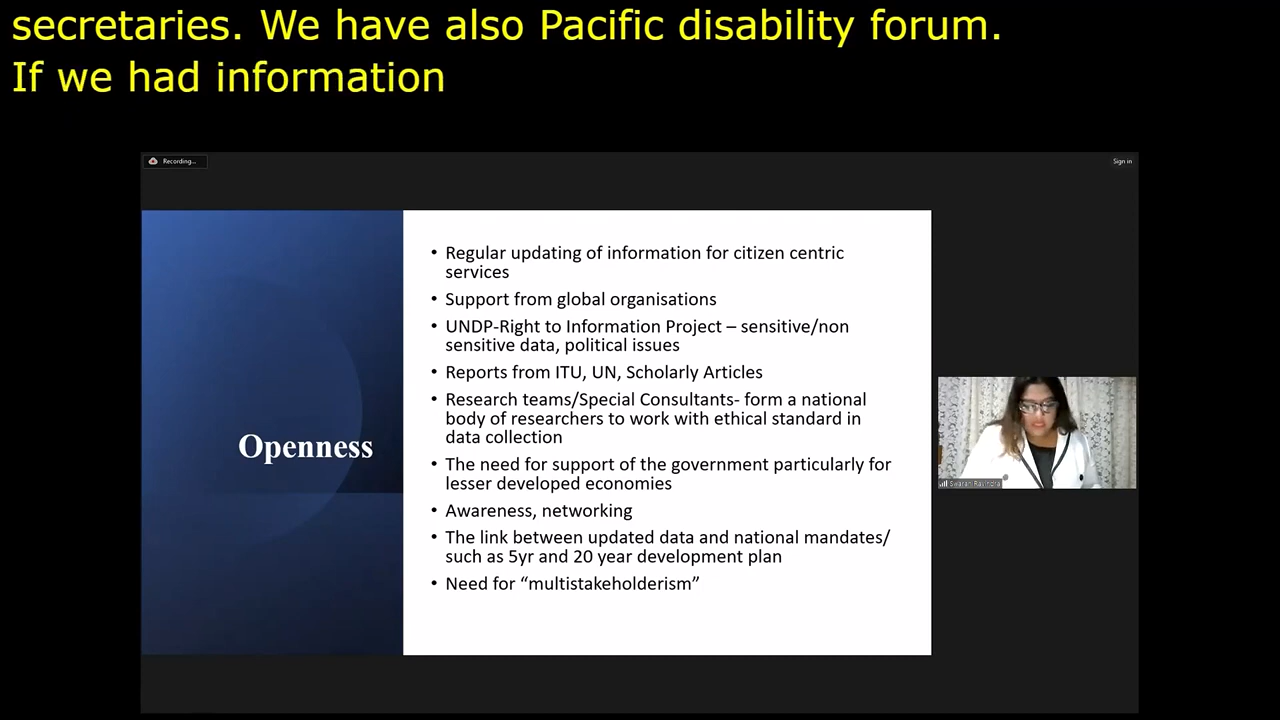 secretaries. We have also Pacific disability forum.
If we had information
Recording...
Sign in
Openness
• Regular updating of information for citizen centric
services
• Support from global organisations
• UNDP-Right to Information Project – sensitive/non
sensitive data, political issues
• Reports from ITU, UN, Scholarly Articles
• Research teams/Special Consultants- form a national
body of researchers to work with ethical standard in
data collection
• The need for support of the government particularly for
lesser developed economies
• Awareness, networking
• The link between updated data and national mandates/
such as 5yr and 20 year development plan
• Need for “multistakeholderism”
Swaran Ravindra